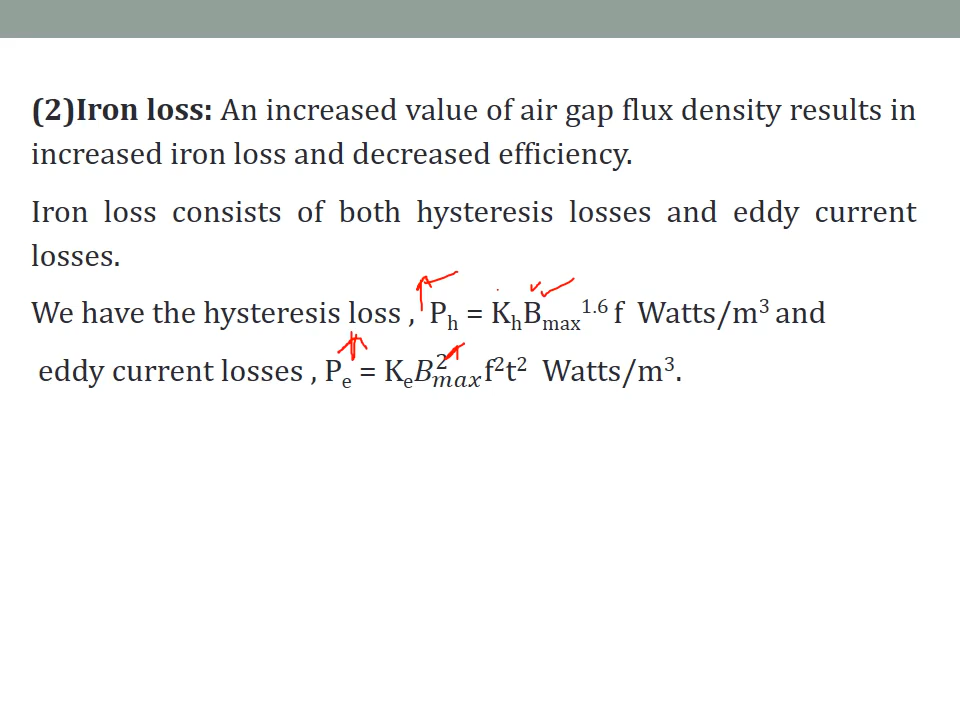 (2)Iron loss: An increased value of air gap flux density results in
increased iron loss and decreased efficiency.
Iron loss consists of both hysteresis losses and eddy current
losses.
We have the hysteresis loss , Pₕ = KₕBₘₐₓ¹·⁶ f Watts/m³ and
eddy current losses , Pₑ = KₑB²ₘₐₓf²t² Watts/m³.